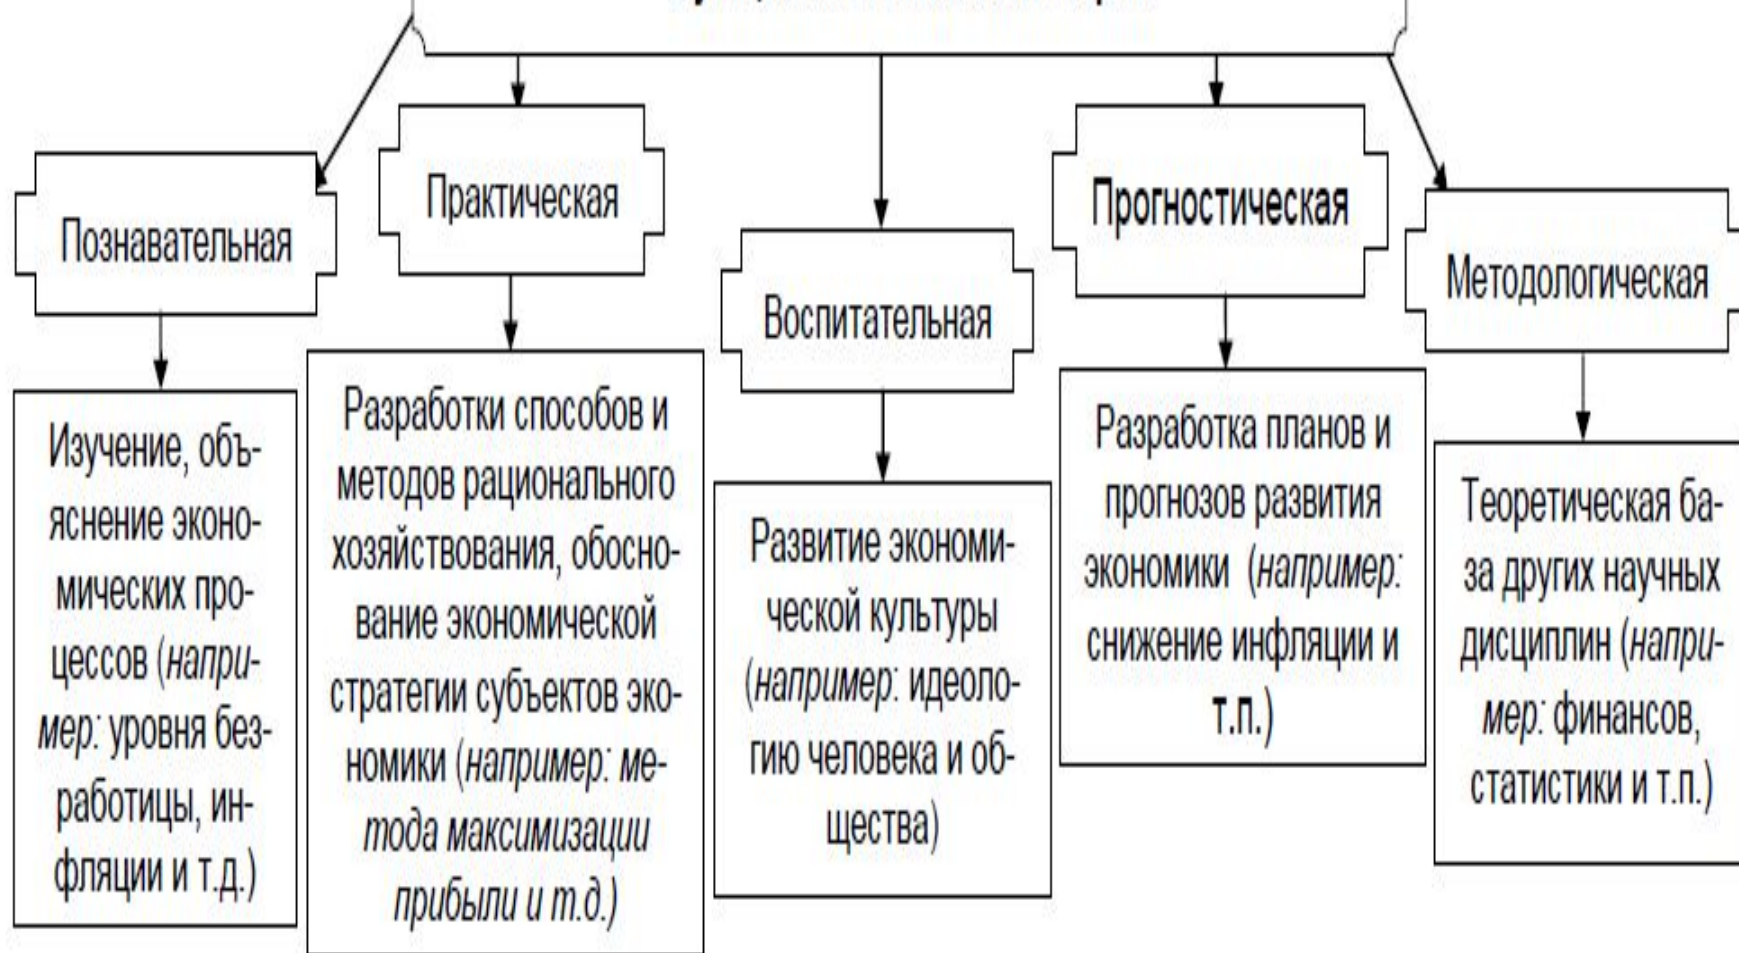 Познавательная
Практическая
Воспитательная
Прогностическая
Методологическая
Изучение, объ-
яснение эконо-
мических про-
цессов (напри-
мер: уровня без-
работицы, ин-
фляции и т.д.)
Разработки способов и
методов рационального
хозяйствования, обосно-
вание экономической
стратегии субъектов эко-
номики (например: ме-
тода максимизации
прибыли и т.д.)
Развитие экономи-
ческой культуры
(например: идеоло-
гию человека и об-
щества)
Разработка планов и
прогнозов развития
экономики (например:
снижение инфляции и
т.п.)
Теоретическая ба-
за других научных
дисциплин (напри-
мер: финансов,
статистики и т.п.)